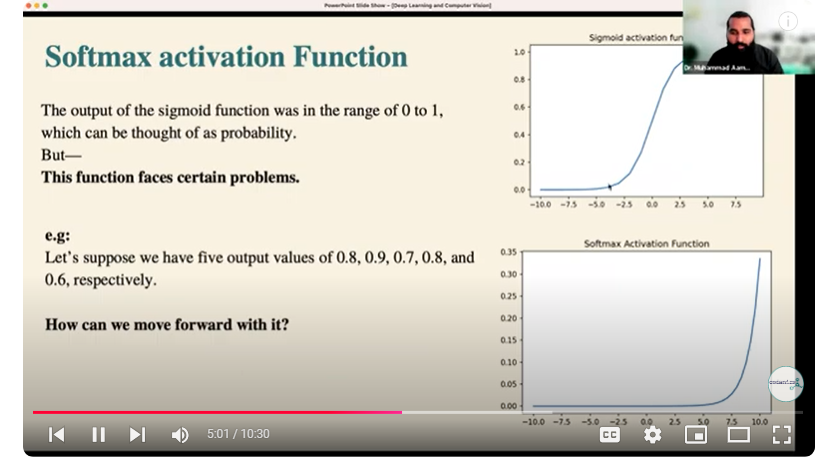 PowerPoint Slide Show - [Deep Learning and Computer Vision]
Softmax activation Function
The output of the sigmoid function was in the range of 0 to 1,
which can be thought of as probability.
But—
This function faces certain problems.
e.g:
Let's suppose we have five output values of 0.8, 0.9, 0.7, 0.8, and
0.6, respectively.
How can we move forward with it?
Sigmoid activation fun
1.0
0.8
0.6
0.4
0.2
0.0
−10.0 −7.5 −5.0 −2.5 0.0 2.5 5.0 7.5
Dr. Muhammad Aam...
Softmax Activation Function
0.35
0.30
0.25
0.20
0.15
0.10
0.05
0.00
−10.0 −7.5 −5.0 −2.5 0.0 2.5 5.0 7.5 10.0
5:01 / 10:30
CC